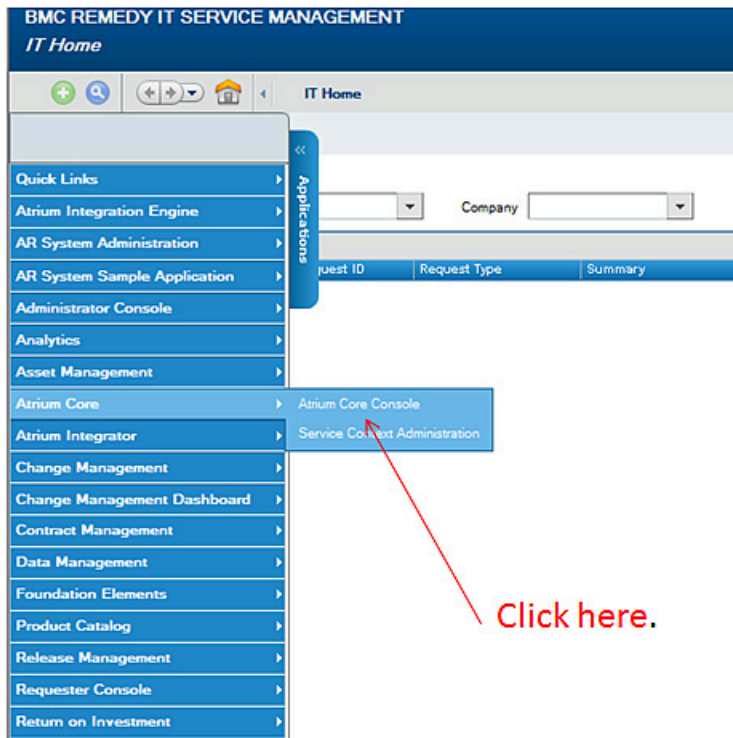 BMC REMEDY IT SERVICE MANAGEMENT
IT Home
IT Home
Applications
Company
Request Type
Summary
Quick Links
Atrium Integration Engine
AR System Administration
AR System Sample Application
Administrator Console
Analytics
Asset Management
Atrium Core
Atrium Core Console
Service Context Administration
Atrium Integrator
Change Management
Change Management Dashboard
Contract Management
Data Management
Foundation Elements
Product Catalog
Release Management
Requester Console
Return on Investment
Click here.